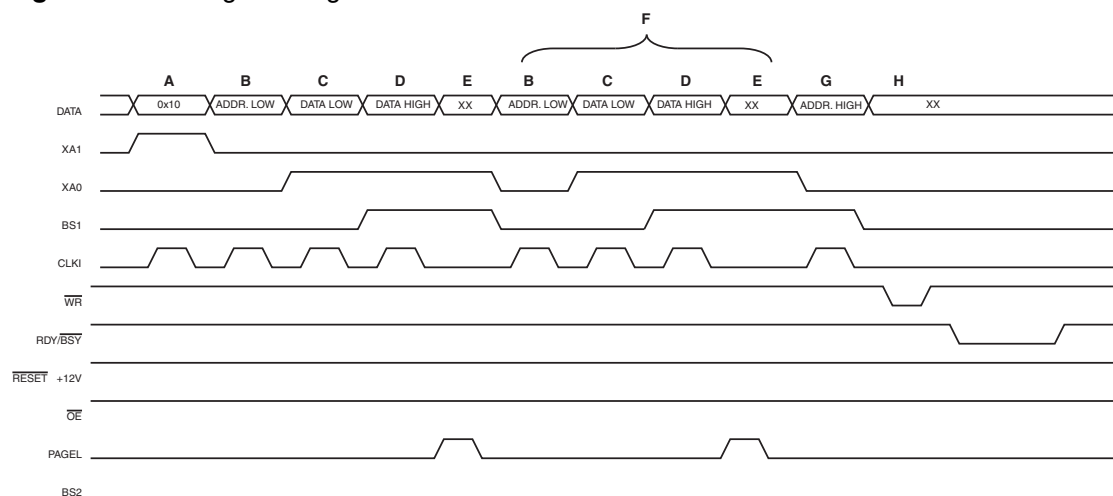 F
A B C D E B C D E G H
DATA 0x10 ADDR. LOW DATA LOW DATA HIGH XX ADDR. LOW DATA LOW DATA HIGH XX ADDR. HIGH XX
XA1
XA0
BS1
CLKI
WR
RDY/BSY
RESET +12V
OE
PAGEL
BS2